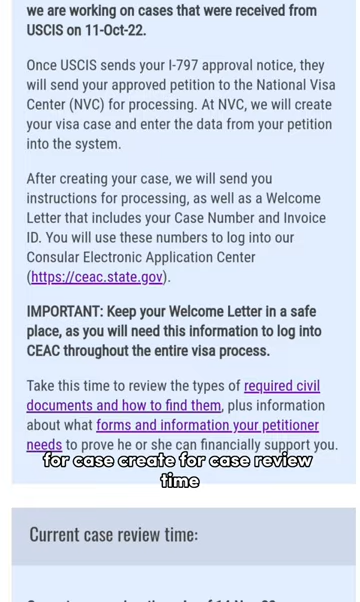 we are working on cases that were received from
USCIS on 11-Oct-22.
Once USCIS sends your I-797 approval notice, they
will send your approved petition to the National Visa
Center (NVC) for processing. At NVC, we will create
your visa case and enter the data from your petition
into the system.
After creating your case, we will send you
instructions for processing, as well as a Welcome
Letter that includes your Case Number and Invoice
ID. You will use these numbers to log into our
Consular Electronic Application Center
(https://ceac.state.gov).
IMPORTANT: Keep your Welcome Letter in a safe
place, as you will need this information to log into
CEAC throughout the entire visa process.
Take this time to review the types of required civil
documents and how to find them, plus information
about what forms and information your petitioner
needs to prove he or she can financially support you.
for case create for case review
time
Current case review time: